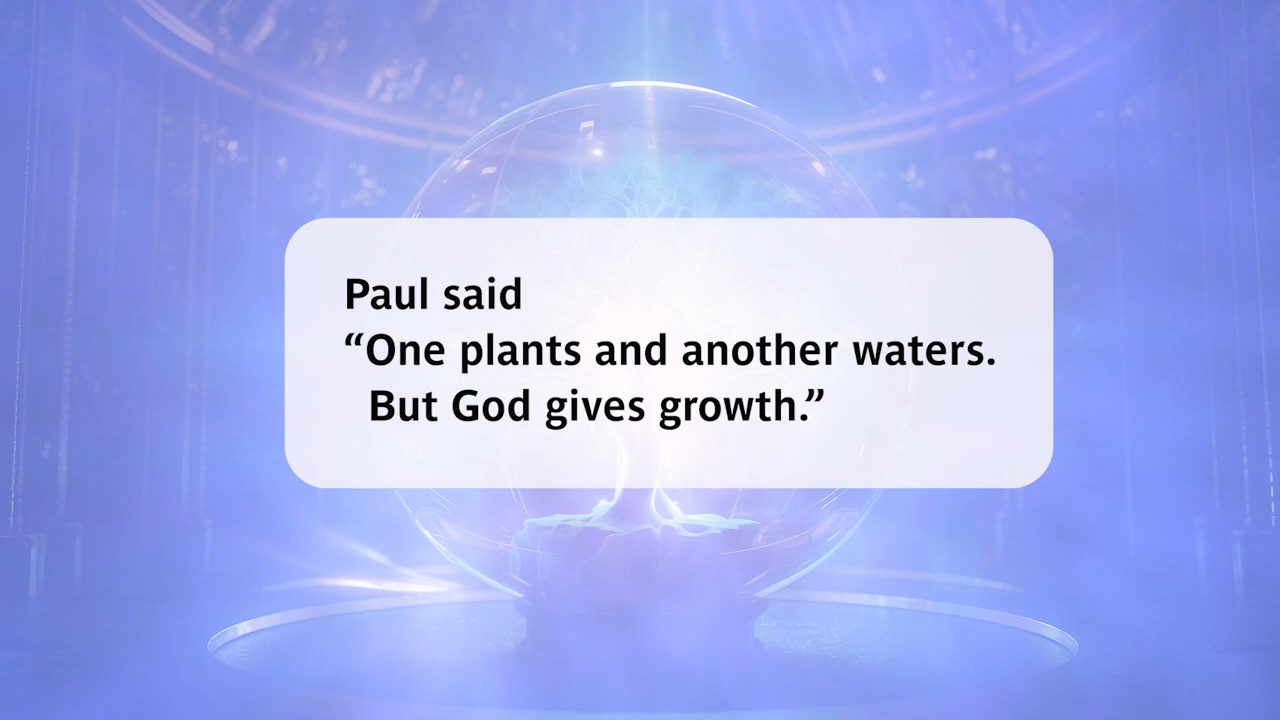 Paul said
“One plants and another waters.
But God gives growth.”